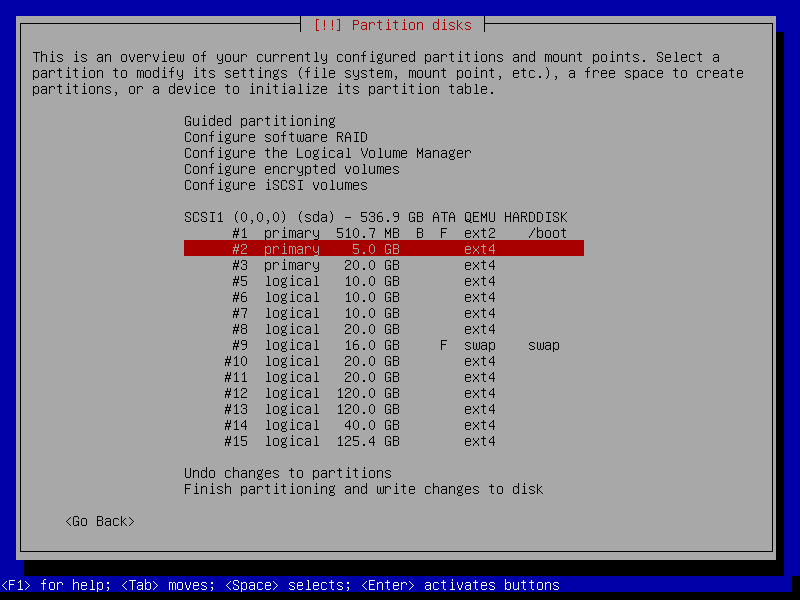 [!!] Partition disks
This is an overview of your currently configured partitions and mount points. Select a
partition to modify its settings (file system, mount point, etc.), a free space to create
partitions, or a device to initialize its partition table.
Guided partitioning
Configure software RAID
Configure the Logical Volume Manager
Configure encrypted volumes
Configure iSCSI volumes
SCSI1 (0,0,0) (sda) - 536.9 GB ATA QEMU HARDDISK
#1 primary 510.7 MB B F ext2 /boot
#2 primary 5.0 GB ext4
#3 primary 20.0 GB ext4
#5 logical 10.0 GB ext4
#6 logical 10.0 GB ext4
#7 logical 10.0 GB ext4
#8 logical 20.0 GB ext4
#9 logical 16.0 GB F swap swap
#10 logical 20.0 GB ext4
#11 logical 20.0 GB ext4
#12 logical 120.0 GB ext4
#13 logical 120.0 GB ext4
#14 logical 40.0 GB ext4
#15 logical 125.4 GB ext4
Undo changes to partitions
Finish partitioning and write changes to disk
<Go Back>
<F1> for help; <Tab> moves; <Space> selects; <Enter> activates buttons